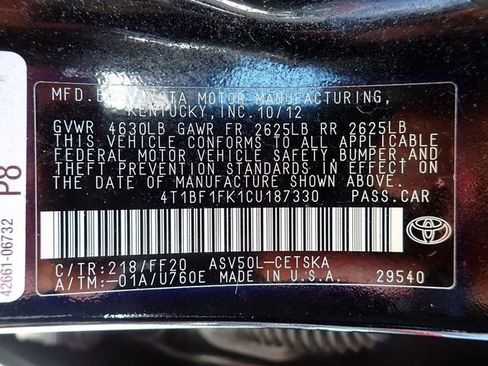 MFD. BY TOYOTA MOTOR MANUFACTURING,
KENTUCKY, INC. 10/12
GVWR 4630LB GAWR FR 2625LB RR 2625LB
THIS VEHICLE CONFORMS TO ALL APPLICABLE
FEDERAL MOTOR VEHICLE SAFETY, BUMPER, AND
THEFT PREVENTION STANDARDS IN EFFECT ON
THE DATE OF MANUFACTURE SHOWN ABOVE.
4T1BF1FK1CU187330 PASS. CAR
C/TR: 218/FF20 ASV50L-CETSKA
A/TM: -01A/U760E MADE IN U.S.A. 29540
TOYOTA
P8
42661-06732